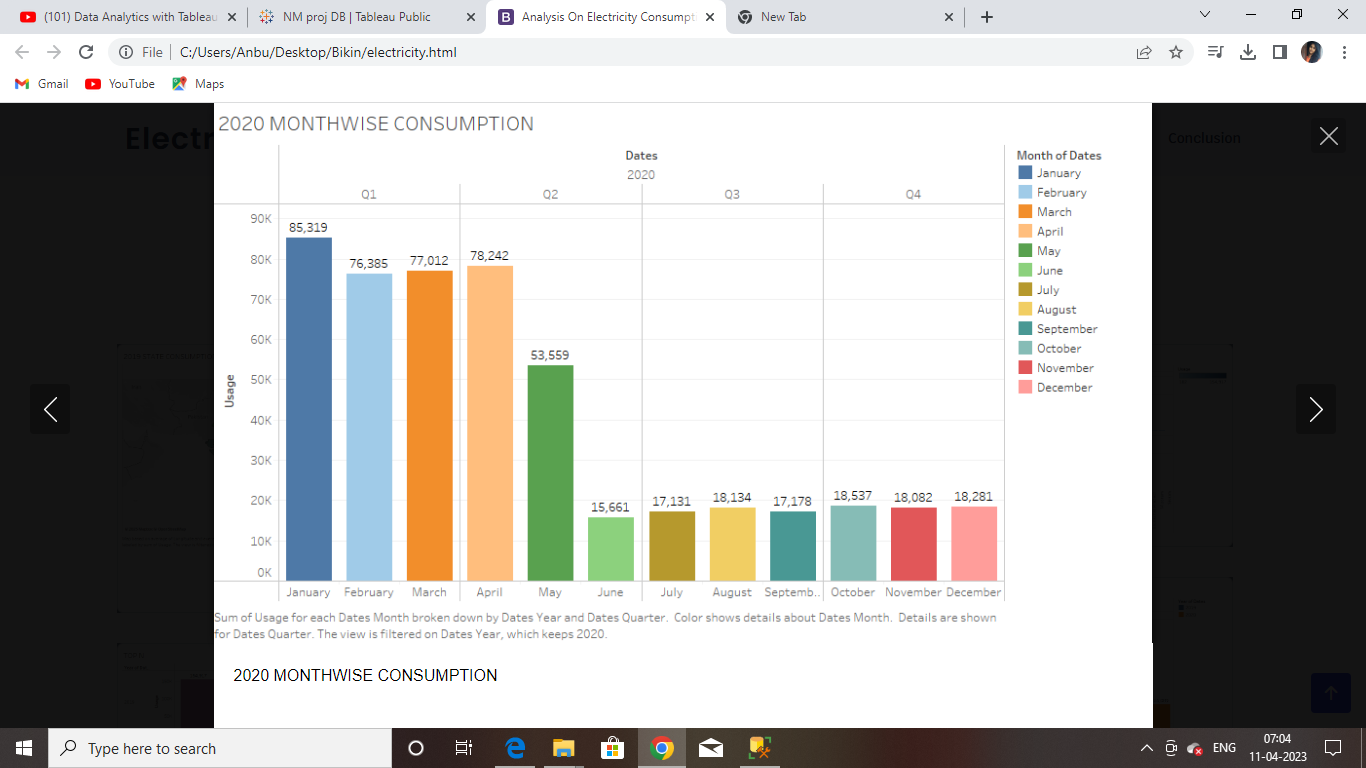 (101) Data Analytics with Tableau
NM proj DB | Tableau Public
Analysis On Electricity Consumpti
New Tab
File
C:/Users/Anbu/Desktop/Bikin/electricity.html
Gmail
YouTube
Maps
Electr
Conclusion
2020 MONTHWISE CONSUMPTION
Dates
2020
Q1 Q2 Q3 Q4
Usage
90K
80K
70K
60K
50K
40K
30K
20K
10K
0K
85,319
76,385
77,012
78,242
53,559
15,661
17,131
18,134
17,178
18,537
18,082
18,281
January February March April May June July August Septemb.. October November December
Month of Dates
January
February
March
April
May
June
July
August
September
October
November
December
Sum of Usage for each Dates Month broken down by Dates Year and Dates Quarter. Color shows details about Dates Month. Details are shown
for Dates Quarter. The view is filtered on Dates Year, which keeps 2020.
2020 MONTHWISE CONSUMPTION
Type here to search
ENG
07:04
11-04-2023